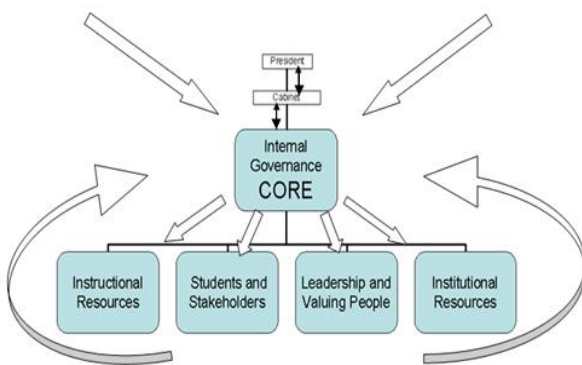 President
Cabinet
Internal
Governance
CORE
Instructional
Resources
Students and
Stakeholders
Leadership and
Valuing People
Institutional
Resources